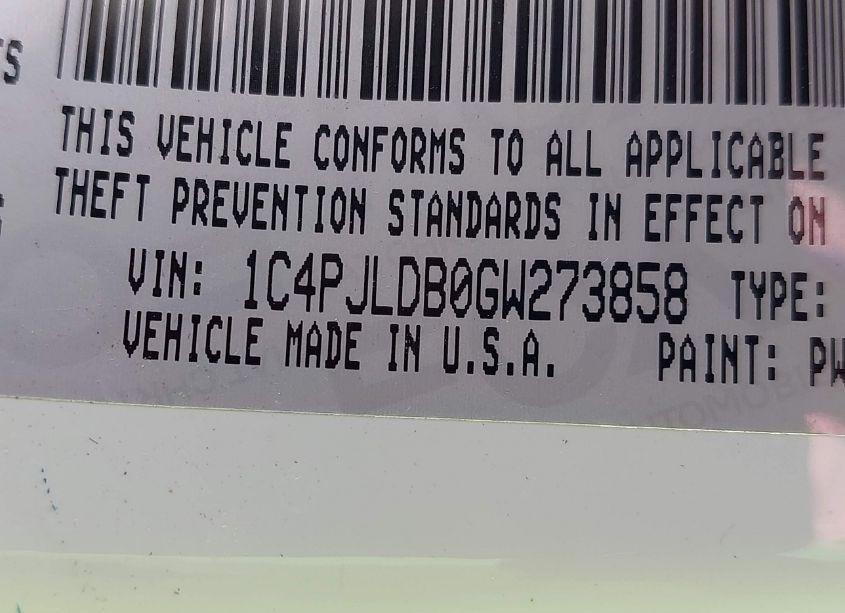 THIS VEHICLE CONFORMS TO ALL APPLICABLE
THEFT PREVENTION STANDARDS IN EFFECT ON
VIN: 1C4PJLDB0GW273858 TYPE:
VEHICLE MADE IN U.S.A. PAINT: PW